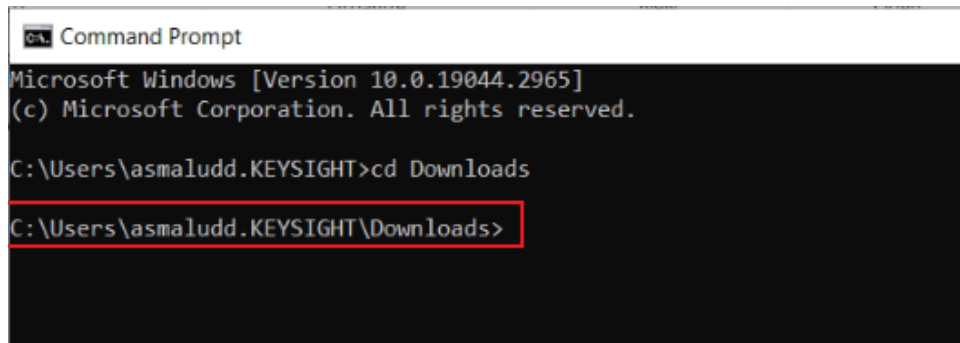 Command Prompt
Microsoft Windows [Version 10.0.19044.2965]
(c) Microsoft Corporation. All rights reserved.
C:\Users\asmaludd.KEYSIGHT>cd Downloads
C:\Users\asmaludd.KEYSIGHT\Downloads>